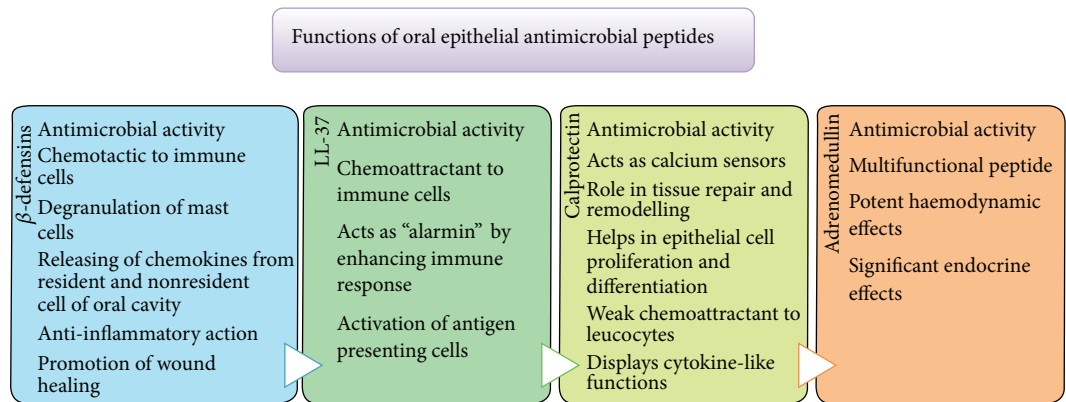 Functions of oral epithelial antimicrobial peptides
β-defensins
Antimicrobial activity
Chemotactic to immune
cells
Degranulation of mast
cells
Releasing of chemokines from
resident and nonresident
cell of oral cavity
Anti-inflammatory action
Promotion of wound
healing
LL-37
Antimicrobial activity
Chemoattractant to
immune cells
Acts as “alarmin” by
enhancing immune
response
Activation of antigen
presenting cells
Calprotectin
Antimicrobial activity
Acts as calcium sensors
Role in tissue repair and
remodelling
Helps in epithelial cell
proliferation and
differentiation
Weak chemoattractant to
leucocytes
Displays cytokine-like
functions
Adrenomedullin
Antimicrobial activity
Multifunctional peptide
Potent haemodynamic
effects
Significant endocrine
effects